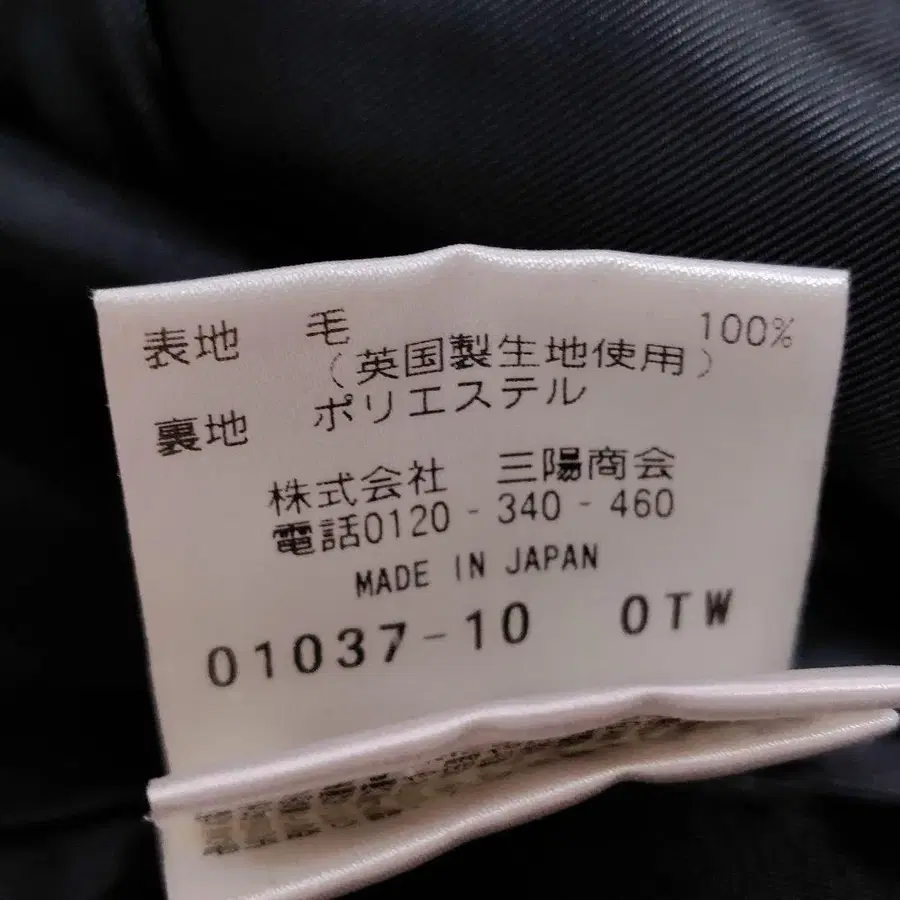 表地 毛 100%
(英国製生地使用)
裏地 ポリエステル
株式会社 三陽商会
電話0120-340-460
MADE IN JAPAN
01037-10 OTW